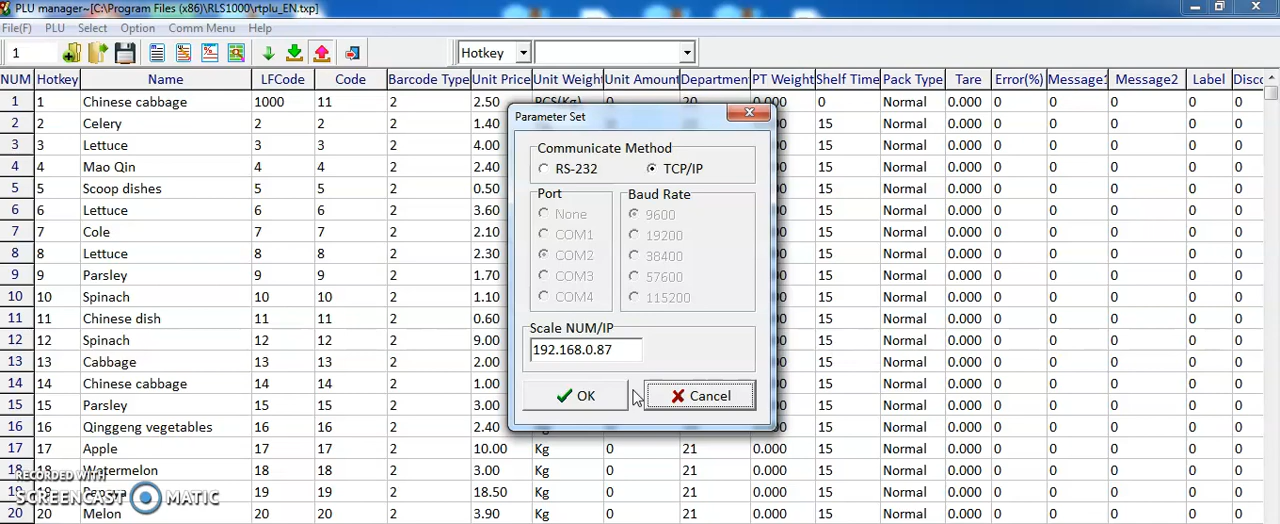 PLU manager~[C:\Program Files (x86)\RLS1000\rtplu_EN.txp]
File(F) PLU Select Option Comm Menu Help
1 Hotkey
NUM Hotkey Name LFCode Code Barcode Type Unit Price Unit Weight Unit Amount Departmen PT Weight Shelf Time Pack Type Tare Error(%) Message1 Message2 Label Disco
1 1 Chinese cabbage 1000 11 2 2.50 PCS(Kg) 0 20 0.000 0 Normal 0.000 0 0 0 0 0
2 2 Celery 2 2 2 1.40 15 Normal 0.000 0 0 0 0 0
3 3 Lettuce 3 3 2 4.00 15 Normal 0.000 0 0 0 0 0
4 4 Mao Qin 4 4 2 2.40 15 Normal 0.000 0 0 0 0 0
5 5 Scoop dishes 5 5 2 0.50 15 Normal 0.000 0 0 0 0 0
6 6 Lettuce 6 6 2 3.60 15 Normal 0.000 0 0 0 0 0
7 7 Cole 7 7 2 2.10 15 Normal 0.000 0 0 0 0 0
8 8 Lettuce 8 8 2 2.30 15 Normal 0.000 0 0 0 0 0
9 9 Parsley 9 9 2 1.70 15 Normal 0.000 0 0 0 0 0
10 10 Spinach 10 10 2 1.10 15 Normal 0.000 0 0 0 0 0
11 11 Chinese dish 11 11 2 0.60 15 Normal 0.000 0 0 0 0 0
12 12 Spinach 12 12 2 9.00 15 Normal 0.000 0 0 0 0 0
13 13 Cabbage 13 13 2 2.00 15 Normal 0.000 0 0 0 0 0
14 14 Chinese cabbage 14 14 2 1.00 15 Normal 0.000 0 0 0 0 0
15 15 Parsley 15 15 2 3.00 15 Normal 0.000 0 0 0 0 0
16 16 Qinggeng vegetables 16 16 2 2.40 15 Normal 0.000 0 0 0 0 0
17 17 Apple 17 17 2 10.00 Kg 0 21 0.000 15 Normal 0.000 0 0 0 0 0
18 18 Watermelon 18 18 2 3.00 Kg 0 21 0.000 15 Normal 0.000 0 0 0 0 0
19 19 19 2 18.50 Kg 0 21 0.000 15 Normal 0.000 0 0 0 0 0
20 20 Melon 20 20 2 3.90 Kg 0 21 0.000 15 Normal 0.000 0 0 0 0 0
Parameter Set
Communicate Method
RS-232 TCP/IP
Port
None
COM1
COM2
COM3
COM4
Baud Rate
9600
19200
38400
57600
115200
Scale NUM/IP
192.168.0.87
OK Cancel
RECORDED WITH
SCREENCAST MATIC